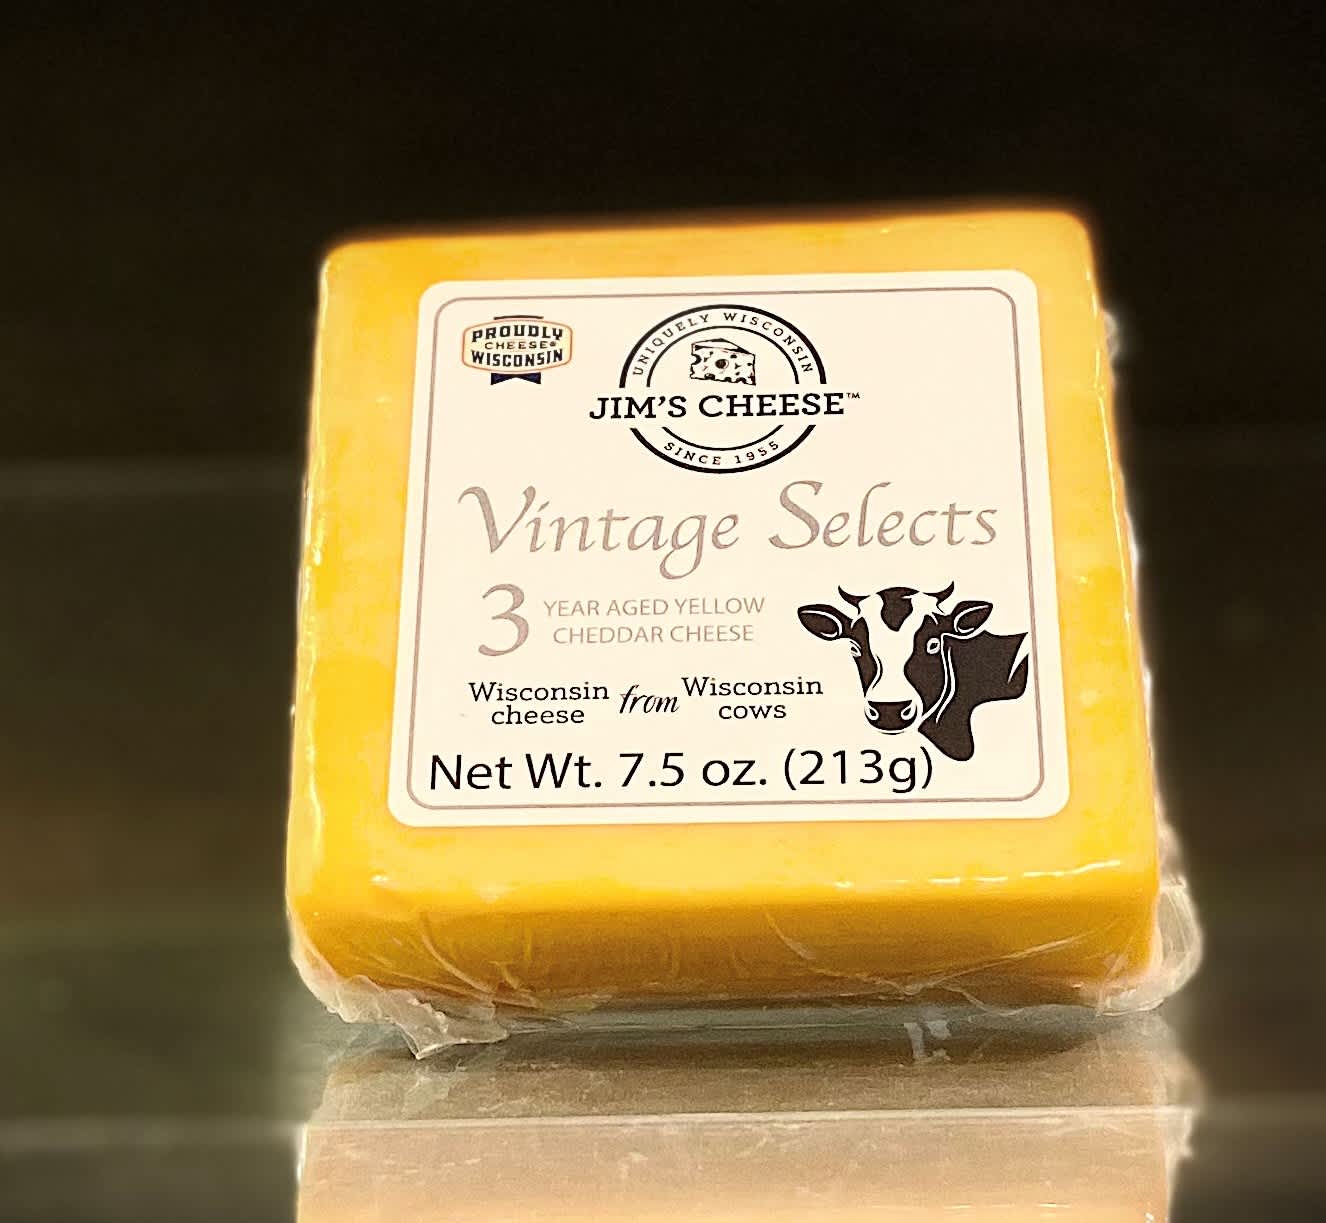 PROUDLY
CHEESE®
WISCONSIN
UNIQUELY WISCONSIN
JIM'S CHEESE™
SINCE 1955
Vintage Selects
3 YEAR AGED YELLOW
CHEDDAR CHEESE
Wisconsin cheese from Wisconsin cows
Net Wt. 7.5 oz. (213g)